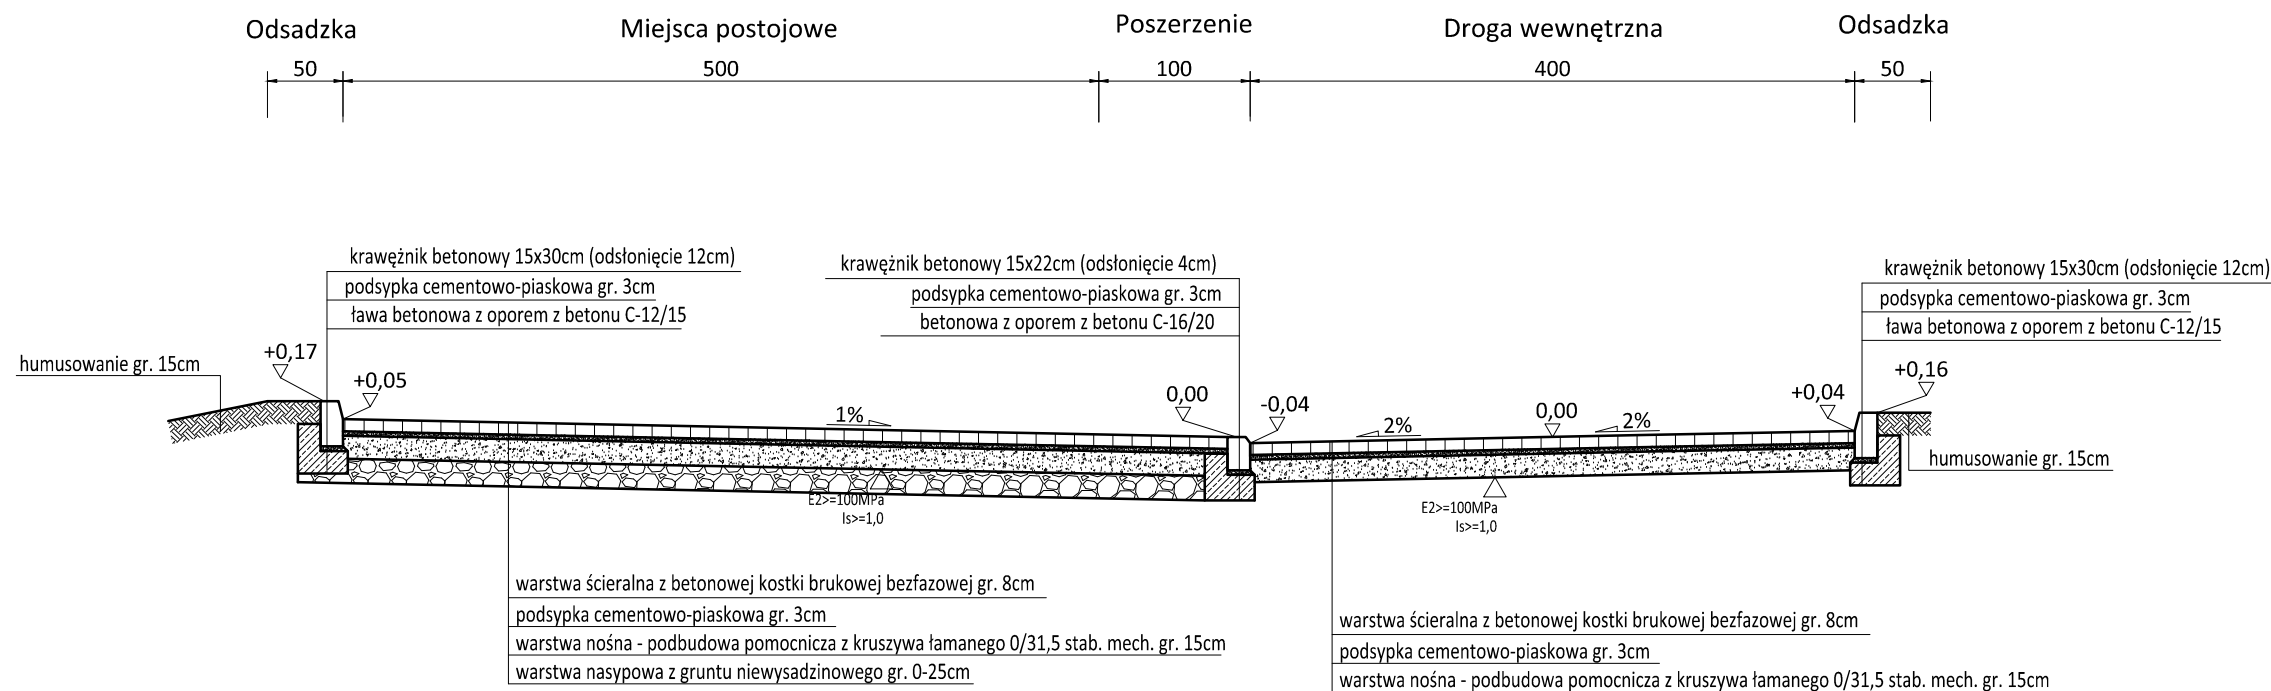 Odsadzka
Miejsca postojowe
Poszerzenie
Droga wewnętrzna
Odsadzka
50
500
100
400
50
krawężnik betonowy 15x30cm (odsłonięcie 12cm)
podsypka cementowo-piaskowa gr. 3cm
ława betonowa z oporem z betonu C-12/15
krawężnik betonowy 15x22cm (odsłonięcie 4cm)
podsypka cementowo-piaskowa gr. 3cm
betonowa z oporem z betonu C-16/20
krawężnik betonowy 15x30cm (odsłonięcie 12cm)
podsypka cementowo-piaskowa gr. 3cm
ława betonowa z oporem z betonu C-12/15
humusowanie gr. 15cm
+0,17
+0,05
1%
0,00
-0,04
2%
0,00
2%
+0,04
+0,16
humusowanie gr. 15cm
E2>=100MPa
Is>=1,0
E2>=100MPa
Is>=1,0
warstwa ścieralna z betonowej kostki brukowej bezfazowej gr. 8cm
podsypka cementowo-piaskowa gr. 3cm
warstwa nośna - podbudowa pomocnicza z kruszywa łamanego 0/31,5 stab. mech. gr. 15cm
warstwa nasypowa z gruntu niewysadzinowego gr. 0-25cm
warstwa ścieralna z betonowej kostki brukowej bezfazowej gr. 8cm
podsypka cementowo-piaskowa gr. 3cm
warstwa nośna - podbudowa pomocnicza z kruszywa łamanego 0/31,5 stab. mech. gr. 15cm